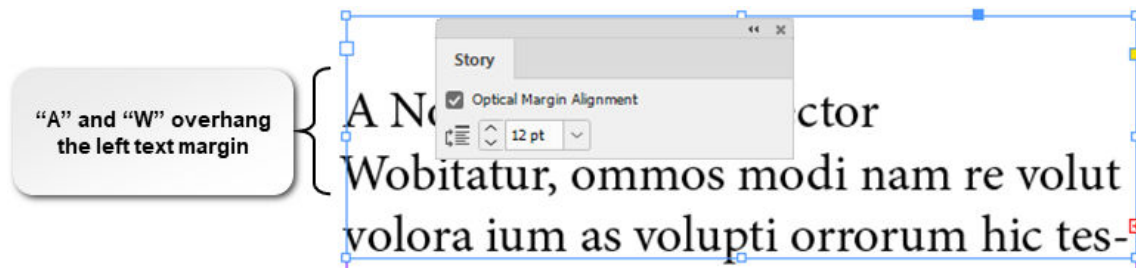 Story
“A” and “W” overhang
the left text margin
Optical Margin Alignment
12 pt
A No ector
Wobitatur, ommos modi nam re volut
volora ium as volupti orrorum hic tes-